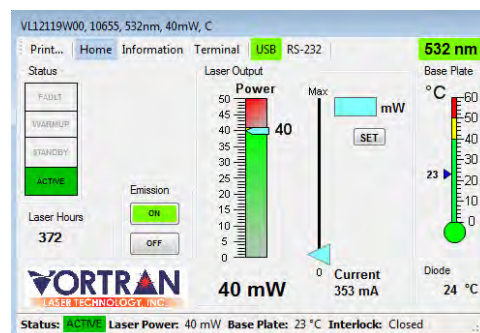 VL12119W00, 10655, 532nm, 40mW, C
Print... Home Information Terminal USB RS-232 532 nm
Status Laser Output Base Plate
FAULT
WARMUP
STANDBY
ACTIVE
Emission
ON
OFF
Laser Hours
372
Power
50
45
40
35
30
25
20
15
10
5
0
40
40 mW
Max
0
mW
SET
Current
353 mA
°C
60
50
40
30
20
10
0
23
Diode
24 °C
VORTRAN
LASER TECHNOLOGY, INC.
Status: ACTIVE Laser Power: 40 mW Base Plate: 23 °C Interlock: Closed